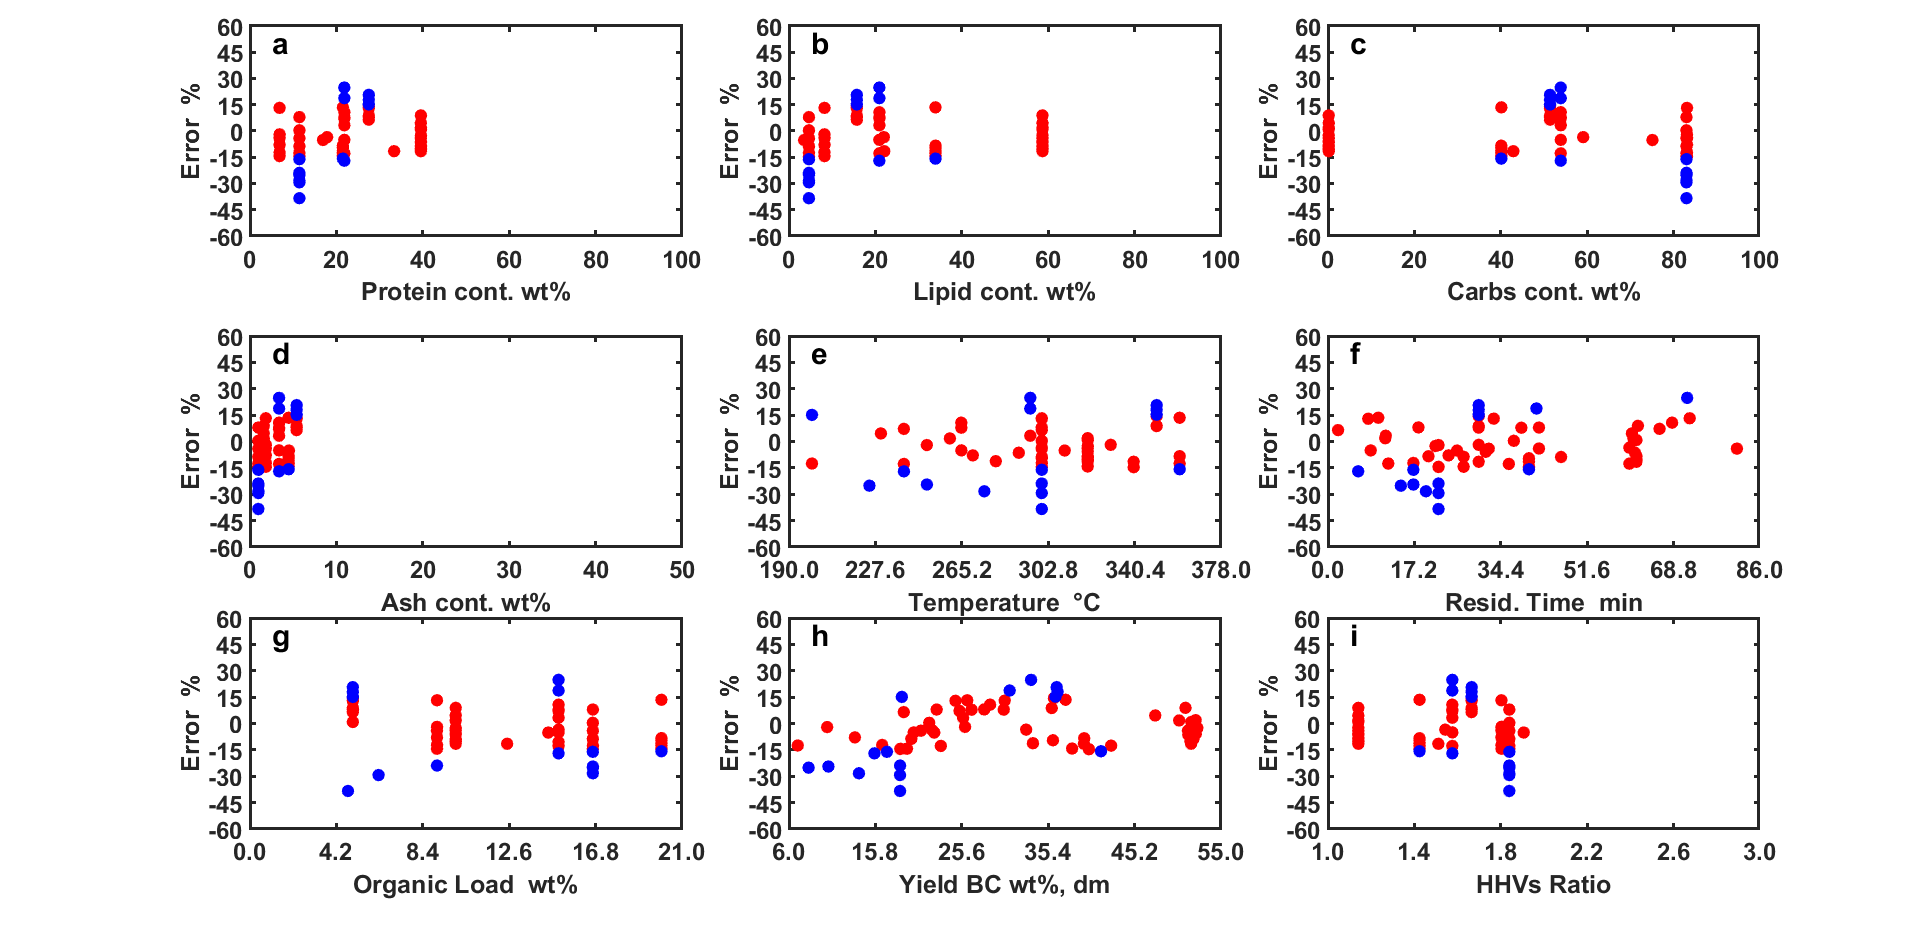 60 45 30 15 0 -15 -30 -45 -60
Error %
a
0 20 40 60 80 100
Protein cont. wt%
60 45 30 15 0 -15 -30 -45 -60
Error %
b
0 20 40 60 80 100
Lipid cont. wt%
60 45 30 15 0 -15 -30 -45 -60
Error %
c
0 20 40 60 80 100
Carbs cont. wt%
60 45 30 15 0 -15 -30 -45 -60
Error %
d
0 10 20 30 40 50
Ash cont. wt%
60 45 30 15 0 -15 -30 -45 -60
Error %
e
190.0 227.6 265.2 302.8 340.4 378.0
Temperature °C
60 45 30 15 0 -15 -30 -45 -60
Error %
f
0.0 17.2 34.4 51.6 68.8 86.0
Resid. Time min
60 45 30 15 0 -15 -30 -45 -60
Error %
g
0.0 4.2 8.4 12.6 16.8 21.0
Organic Load wt%
60 45 30 15 0 -15 -30 -45 -60
Error %
h
6.0 15.8 25.6 35.4 45.2 55.0
Yield BC wt%, dm
60 45 30 15 0 -15 -30 -45 -60
Error %
i
1.0 1.4 1.8 2.2 2.6 3.0
HHVs Ratio